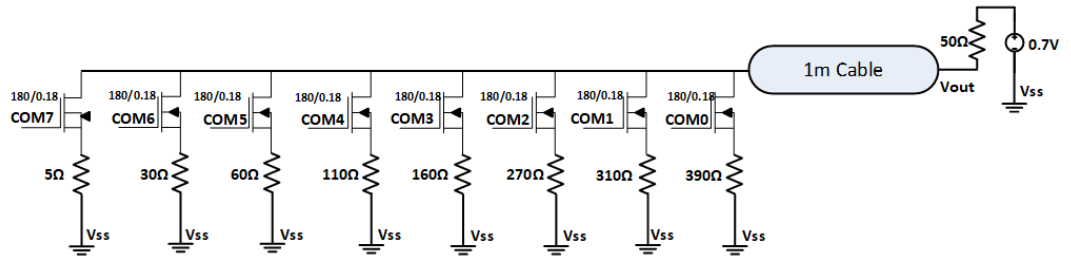 50Ω 0.7V
1m Cable
Vout Vss
180/0.18 180/0.18 180/0.18 180/0.18 180/0.18 180/0.18 180/0.18 180/0.18
COM7 COM6 COM5 COM4 COM3 COM2 COM1 COM0
5Ω 30Ω 60Ω 110Ω 160Ω 270Ω 310Ω 390Ω
Vss Vss Vss Vss Vss Vss Vss Vss